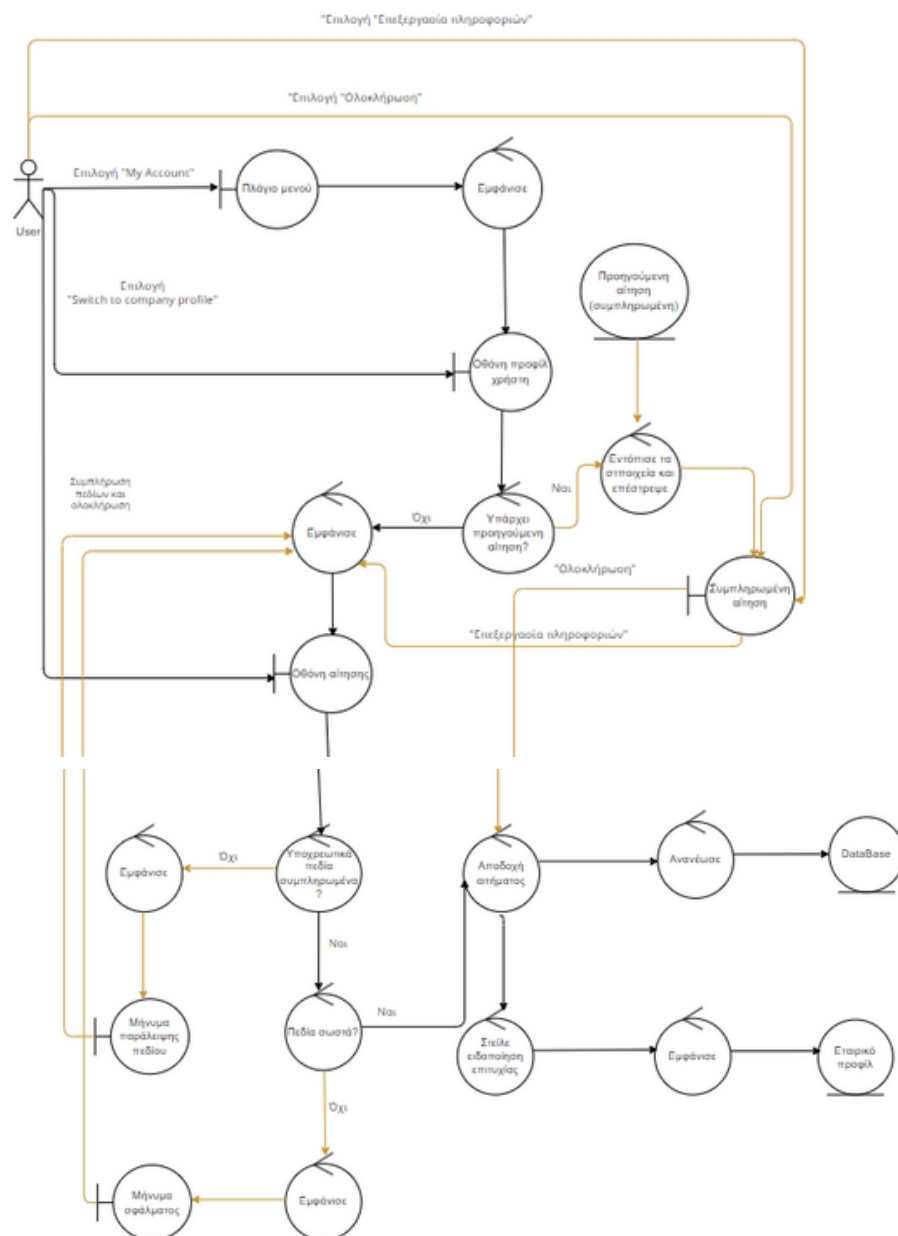 "Επιλογή "Επεξεργασία πληροφοριών"
"Επιλογή "Ολοκλήρωση"
Επιλογή "My Account"
Πλάγιο μενού
Εμφάνισε
User
Επιλογή
"Switch to company profile"
Προηγούμενη
αίτηση
(συμπληρωμένη)
Οθόνη προφίλ
χρήστη
Συμπλήρωση
πεδίων και
ολοκλήρωση
Εμφάνισε
Όχι
Υπάρχει
προηγούμενη
αίτηση?
Ναι
Εντόπισε τα
στοιχεία και
επέστρεψε
"Ολοκλήρωση"
Συμπληρωμένη
αίτηση
"Επεξεργασία πληροφοριών"
Οθόνη αίτησης
Εμφάνισε
Όχι
Υποχρεωτικά
πεδία
συμπληρωμένα
?
Αποδοχή
αιτήματος
Ανανέωσε
DataBase
Ναι
Μήνυμα
παράλειψης
πεδίου
Πεδία σωστά?
Ναι
Στείλε
ειδοποίηση
επιτυχίας
Εμφάνισε
Εταιρικό
προφίλ
Όχι
Μήνυμα
σφάλματος
Εμφάνισε